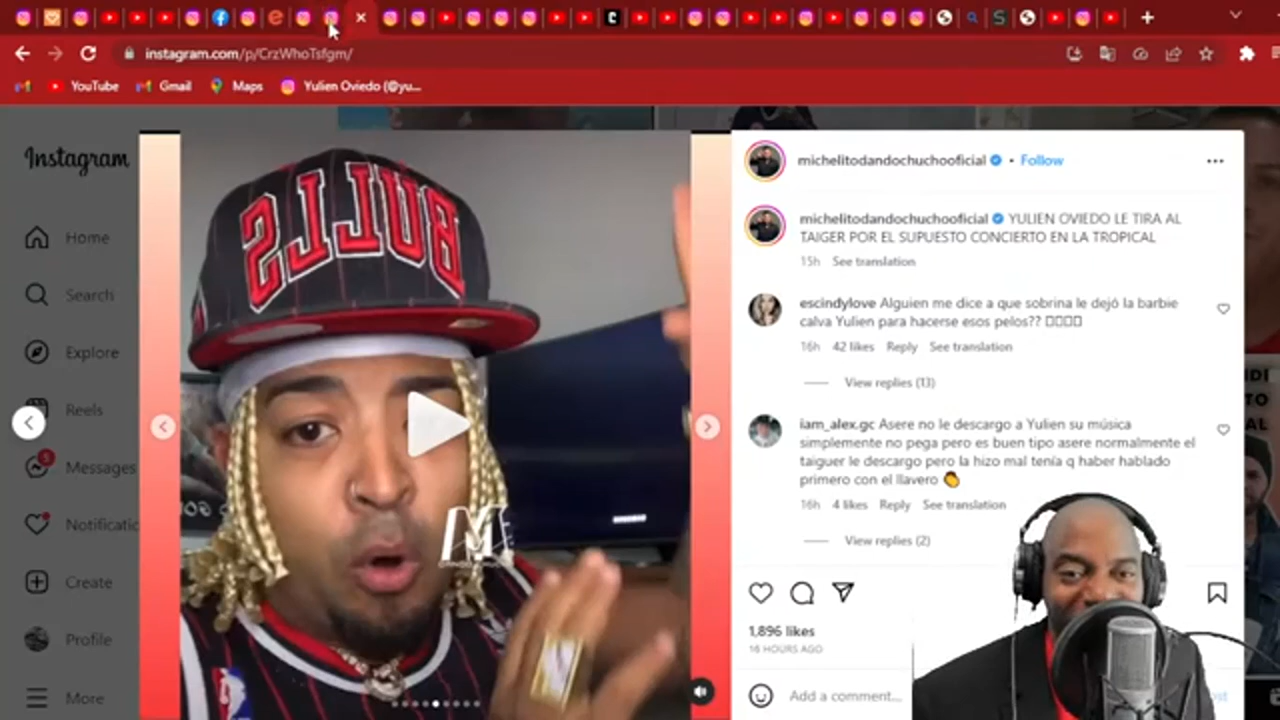 instagram.com/p/CrzWhoTsfgm/
YouTube
Gmail
Maps
Yulien Oviedo (@yu...
Instagram
Home
Search
Explore
Reels
5
Messages
Notificatic
Create
Profile
More
BULLS
M
michelitodandochuchooficial • Follow
michelitodandochuchooficial YULIEN OVIEDO LE TIRA AL
TAIGER POR EL SUPUESTO CONCIERTO EN LA TROPICAL
15h See translation
escindylove Alguien me dice a que sobrina le dejó la barbie
calva Yulien para hacerse esos pelos??
16h 42 likes Reply See translation
View replies (13)
iam_alex.gc Asere no le descargo a Yulien su música
simplemente no pega pero es buen tipo asere normalmente el
taiguer le descargo pero la hizo mal tenía q haber hablado
primero con el llavero 👏
16h 4 likes Reply See translation
View replies (2)
1,896 likes
16 HOURS AGO
Add a comment...
ost